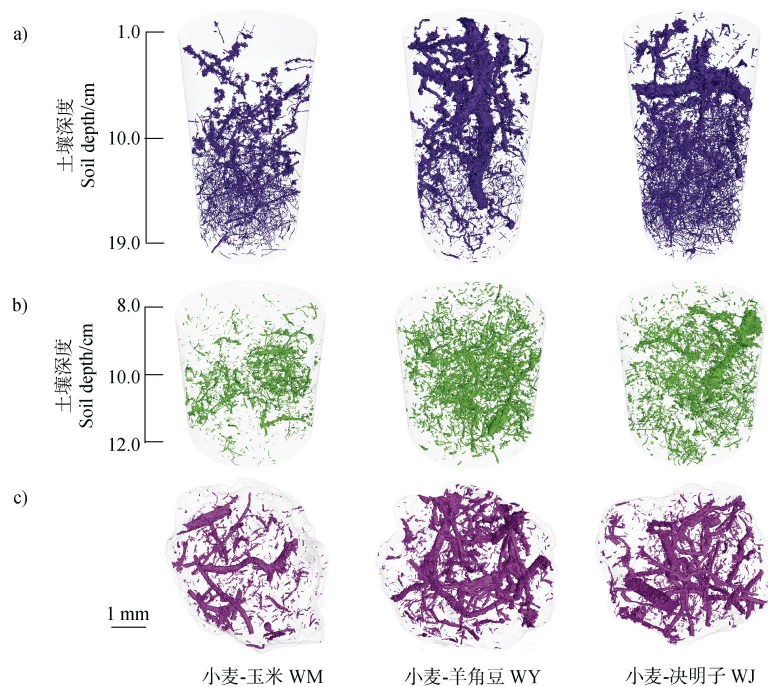 a)
1.0
10.0
19.0
土壤深度
Soil depth/cm
b)
8.0
10.0
12.0
土壤深度
Soil depth/cm
c)
1 mm
小麦-玉米 WM
小麦-羊角豆 WY
小麦-决明子 WJ